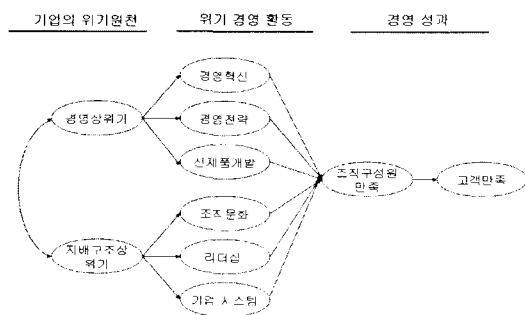 기업의 위기원천
위기 경영 활동
경영 성과
경영혁신
경영상위기
경영전략
신제품개발
조직구성원
만족
고객만족
조직문화
지배구조상
위기
리더십
기업 시스템